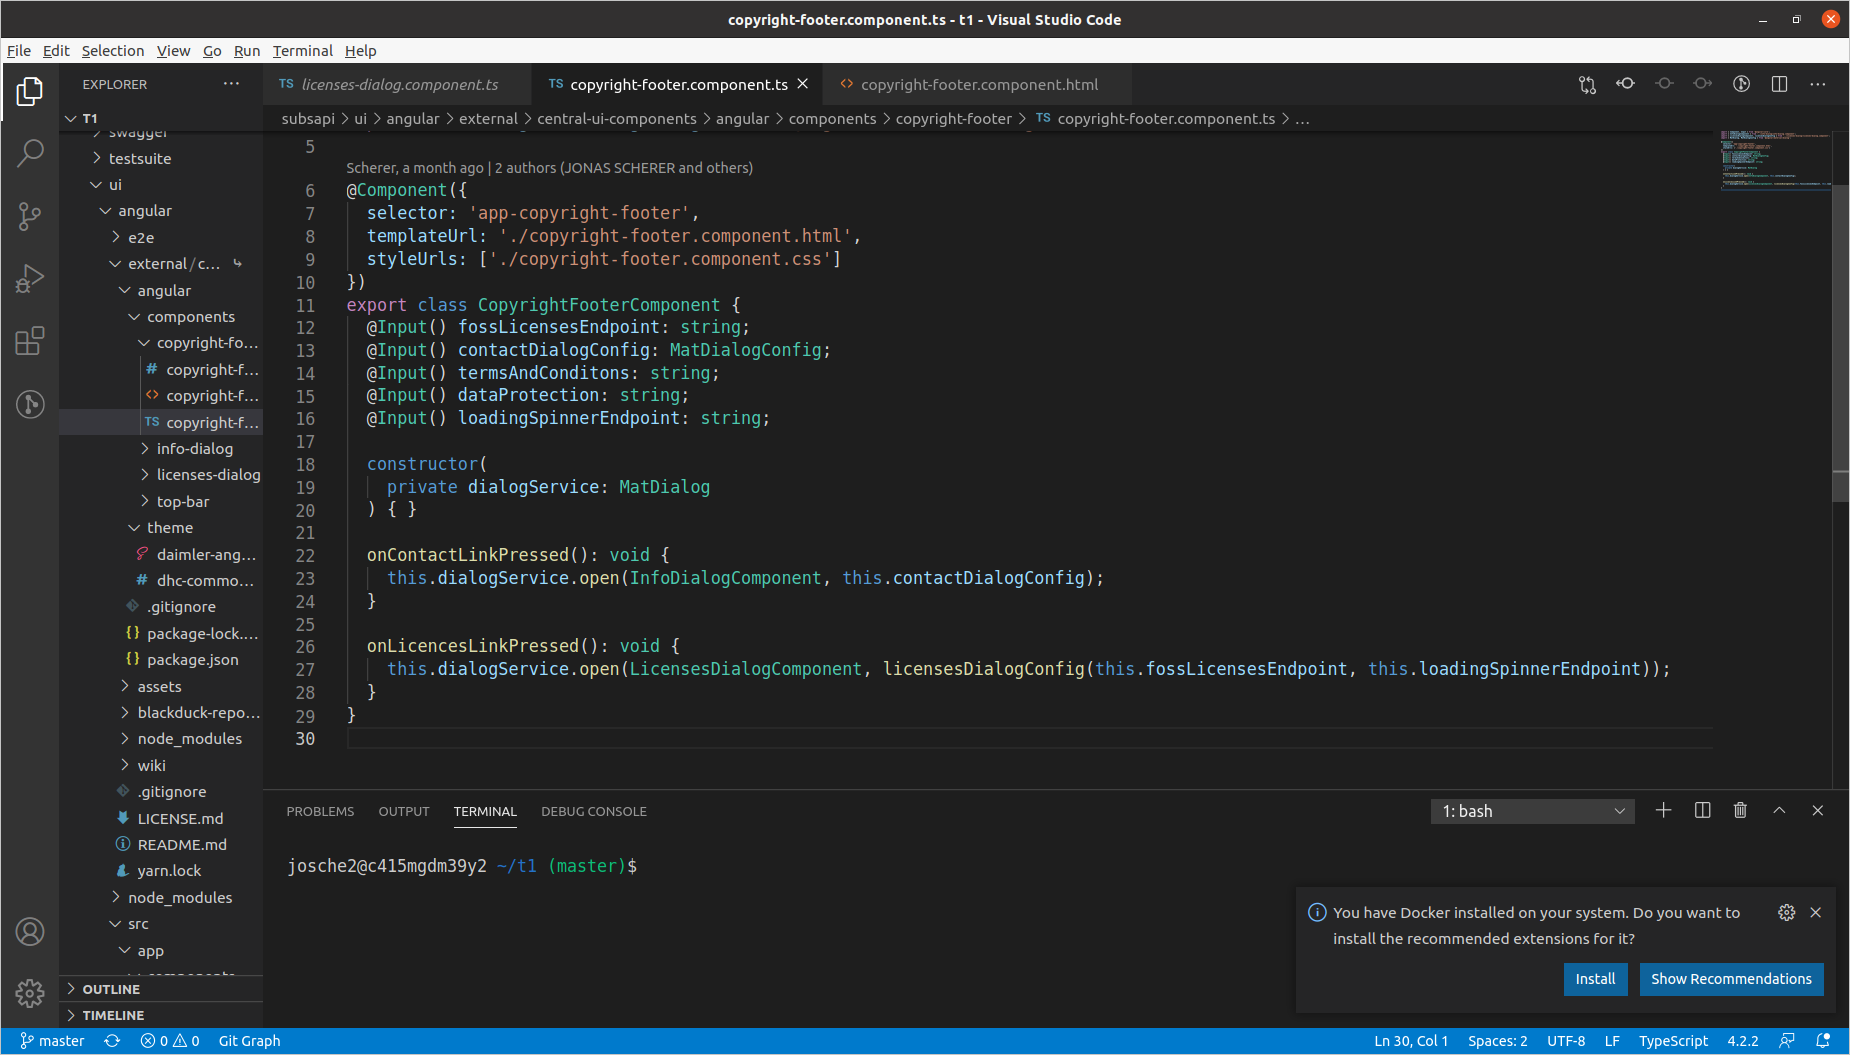 copyright-footer.component.ts - t1 - Visual Studio Code
File Edit Selection View Go Run Terminal Help
EXPLORER
T1
swagger
testsuite
ui
angular
e2e
external/c...
angular
components
copyright-fo...
# copyright-f...
<> copyright-f...
TS copyright-f...
info-dialog
licenses-dialog
top-bar
theme
daimler-ang...
# dhc-commo...
.gitignore
{} package-lock....
{} package.json
assets
blackduck-repo...
node_modules
wiki
.gitignore
LICENSE.md
README.md
yarn.lock
node_modules
src
app
components
OUTLINE
TIMELINE
TS licenses-dialog.component.ts
TS copyright-footer.component.ts
<> copyright-footer.component.html
subsapi > ui > angular > external > central-ui-components > angular > components > copyright-footer > TS copyright-footer.component.ts > ...
5
Scherer, a month ago | 2 authors (JONAS SCHERER and others)
6 @Component({
7   selector: 'app-copyright-footer',
8   templateUrl: './copyright-footer.component.html',
9   styleUrls: ['./copyright-footer.component.css']
10 })
11 export class CopyrightFooterComponent {
12   @Input() fossLicensesEndpoint: string;
13   @Input() contactDialogConfig: MatDialogConfig;
14   @Input() termsAndConditons: string;
15   @Input() dataProtection: string;
16   @Input() loadingSpinnerEndpoint: string;
17
18   constructor(
19     private dialogService: MatDialog
20   ) { }
21
22   onContactLinkPressed(): void {
23     this.dialogService.open(InfoDialogComponent, this.contactDialogConfig);
24   }
25
26   onLicencesLinkPressed(): void {
27     this.dialogService.open(LicensesDialogComponent, licensesDialogConfig(this.fossLicensesEndpoint, this.loadingSpinnerEndpoint));
28   }
29 }
30
PROBLEMS OUTPUT TERMINAL DEBUG CONSOLE
1: bash
josche2@c415mgdm39y2 ~/t1 (master)$
You have Docker installed on your system. Do you want to
install the recommended extensions for it?
Install
Show Recommendations
master 0 0 Git Graph
Ln 30, Col 1 Spaces: 2 UTF-8 LF TypeScript 4.2.2